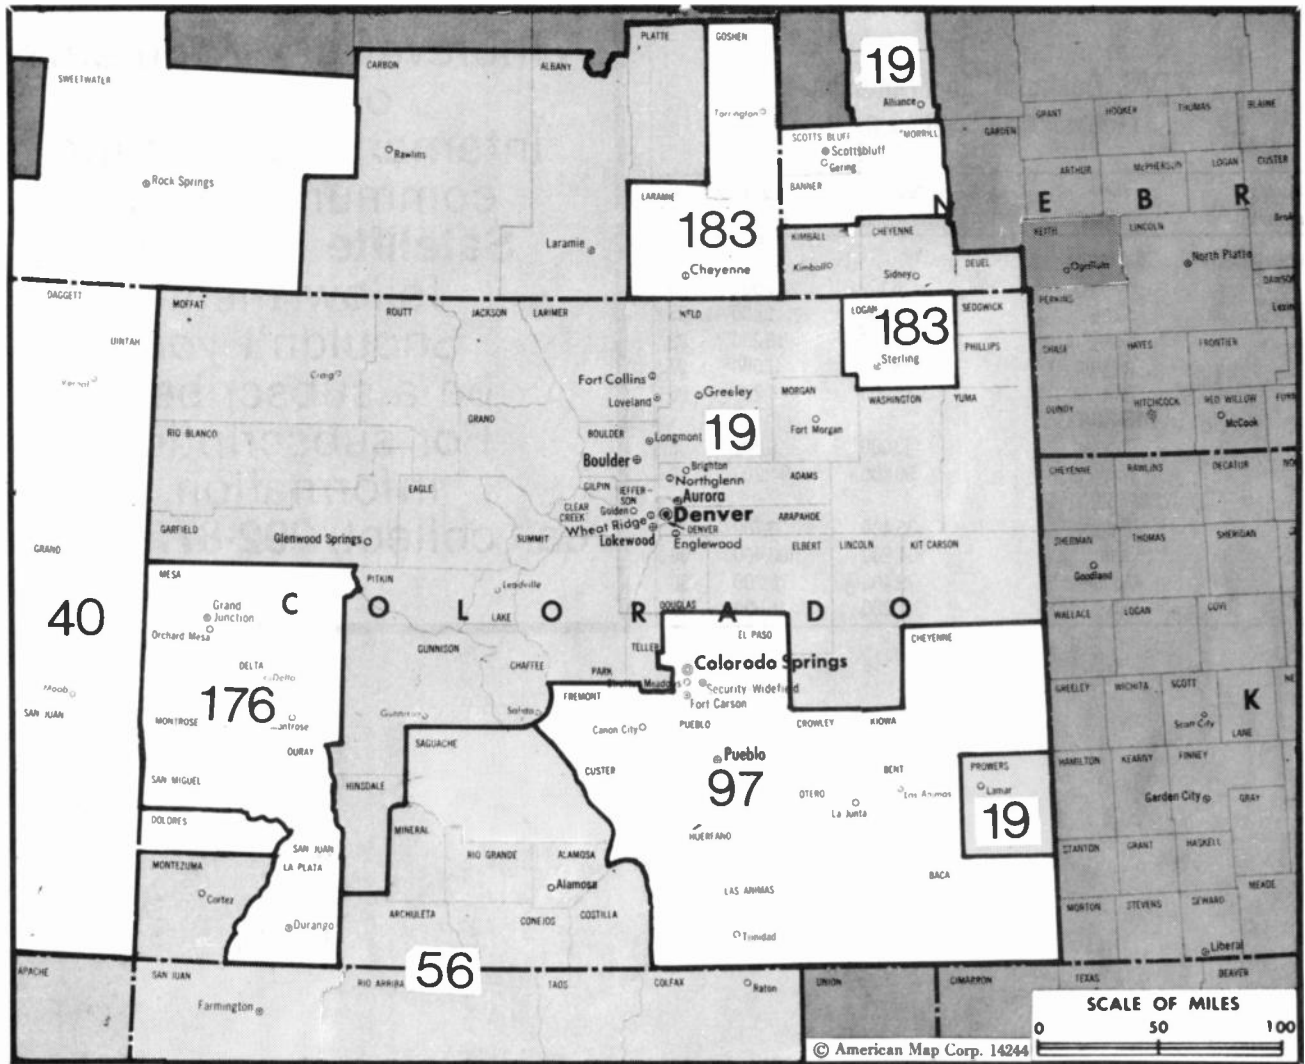 PLATTE
GOSHEN
CARBON
ALBANY
SWEETWATER
19
Alliance
Torrington
GRANT
HOOKER
THOMAS
BLAINE
SCOTTS BLUFF
MORRILL
GARDEN
Scottsbluff
Gering
Rawlins
Rock Springs
BANNER
ARTHUR
McPHERSON
LOGAN
CUSTER
LARAMIE
183
N E B R
KIMBALL
CHEYENNE
KEITH
LINCOLN
Laramie
Cheyenne
Kimball
Sidney
DEUEL
Ogallala
North Platte
DAGGETT
MOFFAT
ROUTT
JACKSON
LARIMER
WELD
LOGAN
183
SEDGWICK
PERKINS
UINTAH
Sterling
PHILLIPS
CHASE
HAYES
FRONTIER
Vernal
Craig
Fort Collins
Loveland
Greeley
MORGAN
WASHINGTON
YUMA
DUNDY
HITCHCOCK
RED WILLOW
McCook
GRAND
RIO BLANCO
BOULDER
Longmont
19
Fort Morgan
Boulder
Brighton
Northglenn
ADAMS
CHEYENNE
RAWLINS
DECATUR
EAGLE
GILPIN
JEFFER-
SON
Aurora
CLEAR
CREEK
Golden
Denver
ARAPAHOE
GARFIELD
Wheat Ridge
DENVER
Glenwood Springs
SUMMIT
Lakewood
Englewood
ELBERT
LINCOLN
KIT CARSON
SHERMAN
THOMAS
SHERIDAN
GRAND
Goodland
MESA
PITKIN
Leadville
C O L O R A D O
LAKE
DOUGLAS
WALLACE
LOGAN
GOVE
40
Grand
Junction
Orchard Mesa
GUNNISON
TELLER
EL PASO
CHEYENNE
DELTA
Delta
CHAFFEE
PARK
Colorodo Springs
Security Widefield
Fort Carson
GREELEY
WICHITA
SCOTT
K
Moab
176
FREMONT
SAN JUAN
MONTROSE
Montrose
Gunnison
Salida
Canon City
PUEBLO
CROWLEY
KIOWA
Scott City
LANE
OURAY
SAGUACHE
Pueblo
HAMILTON
KEARNY
FINNEY
SAN MIGUEL
HINSDALE
CUSTER
97
BENT
PROWERS
OTERO
Las Animas
Lamar
La Junta
19
Garden City
GRAY
DOLORES
MINERAL
HUERFANO
SAN JUAN
RIO GRANDE
ALAMOSA
STANTON
GRANT
HASKELL
MONTEZUMA
LA PLATA
Cortez
Alamosa
LAS ANIMAS
BACA
MEADE
ARCHULETA
CONEJOS
COSTILLA
MORTON
STEVENS
SEWARD
Durango
Trinidad
Liberal
APACHE
SAN JUAN
RIO ARRIBA
56
TAOS
COLFAX
Raton
UNION
CIMARRON
TEXAS
BEAVER
Farmington
SCALE OF MILES
0 50 100
© American Map Corp. 14244